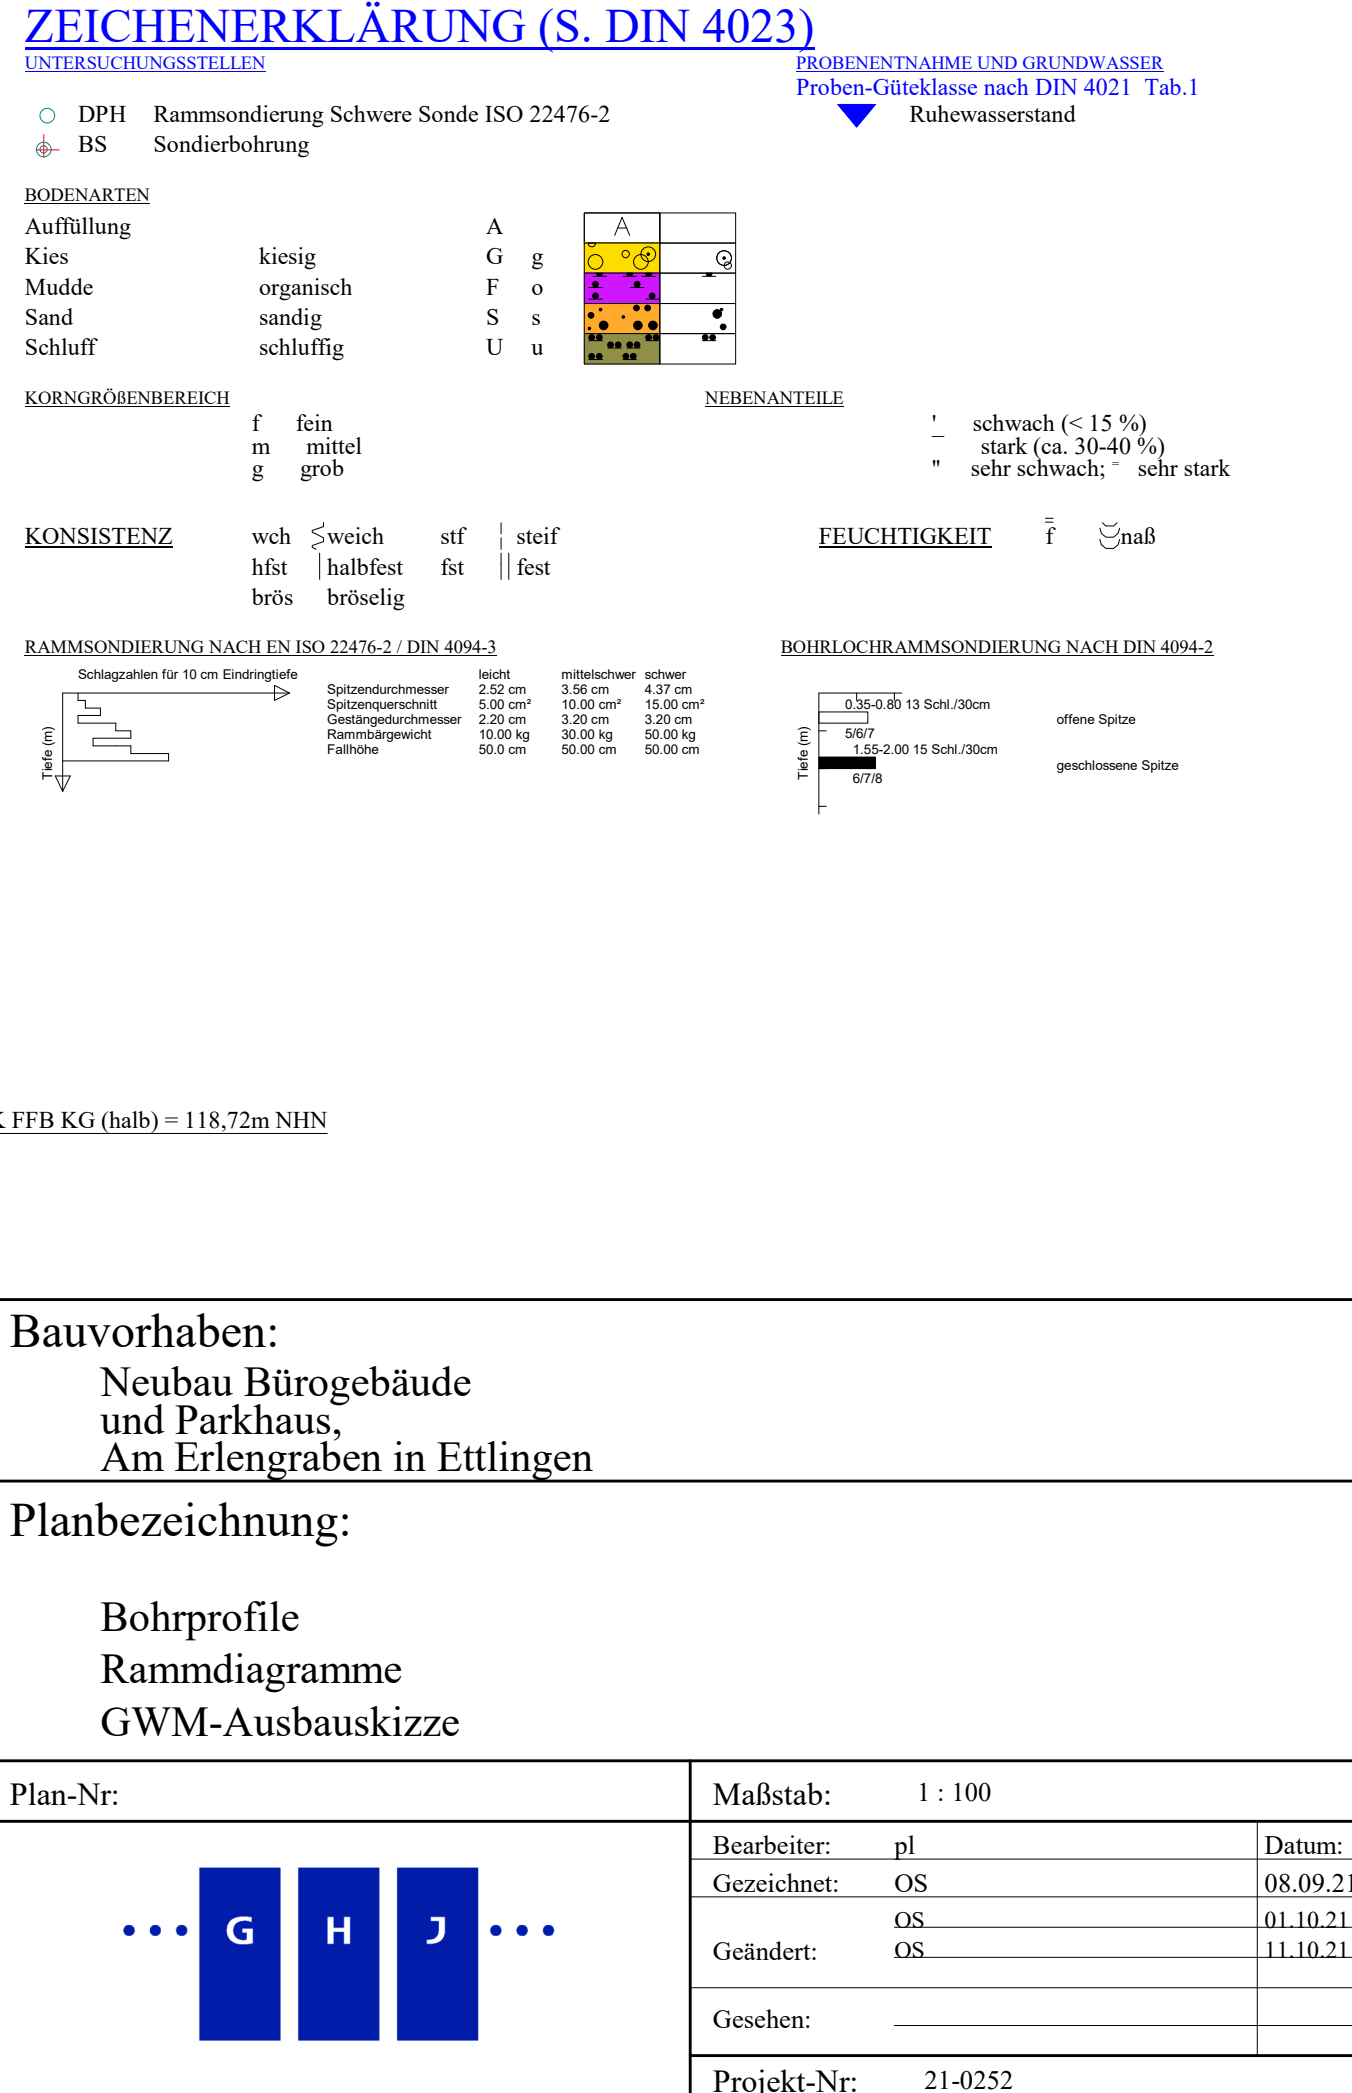 ZEICHENERKLÄRUNG (S. DIN 4023)
UNTERSUCHUNGSSTELLEN
PROBENENTNAHME UND GRUNDWASSER
Proben-Güteklasse nach DIN 4021 Tab.1
DPH Rammsondierung Schwere Sonde ISO 22476-2
Ruhewasserstand
BS Sondierbohrung
BODENARTEN
Auffüllung A A
Kies kiesig G g
Mudde organisch F o
Sand sandig S s
Schluff schluffig U u
KORNGRÖßENBEREICH
f fein
m mittel
g grob
NEBENANTEILE
' schwach (< 15 %)
¯ stark (ca. 30-40 %)
" sehr schwach; = sehr stark
KONSISTENZ wch weich stf steif
hfst halbfest fst fest
brös bröselig
FEUCHTIGKEIT f̿ naß
RAMMSONDIERUNG NACH EN ISO 22476-2 / DIN 4094-3
Schlagzahlen für 10 cm Eindringtiefe
Tiefe (m)
leicht mittelschwer schwer
Spitzendurchmesser 2.52 cm 3.56 cm 4.37 cm
Spitzenquerschnitt 5.00 cm² 10.00 cm² 15.00 cm²
Gestängedurchmesser 2.20 cm 3.20 cm 3.20 cm
Rammbärgewicht 10.00 kg 30.00 kg 50.00 kg
Fallhöhe 50.0 cm 50.00 cm 50.00 cm
BOHRLOCHRAMMSONDIERUNG NACH DIN 4094-2
Tiefe (m)
0.35-0.80 13 Schl./30cm
offene Spitze
5/6/7
1.55-2.00 15 Schl./30cm
geschlossene Spitze
6/7/8
FFB KG (halb) = 118,72m NHN
Bauvorhaben:
Neubau Bürogebäude
und Parkhaus,
Am Erlengraben in Ettlingen
Planbezeichnung:
Bohrprofile
Rammdiagramme
GWM-Ausbauskizze
Plan-Nr:
Maßstab: 1 : 100
Bearbeiter: pl Datum:
Gezeichnet: OS 08.09.21
OS 01.10.21
Geändert: OS 11.10.21
Gesehen:
Projekt-Nr: 21-0252
G H J